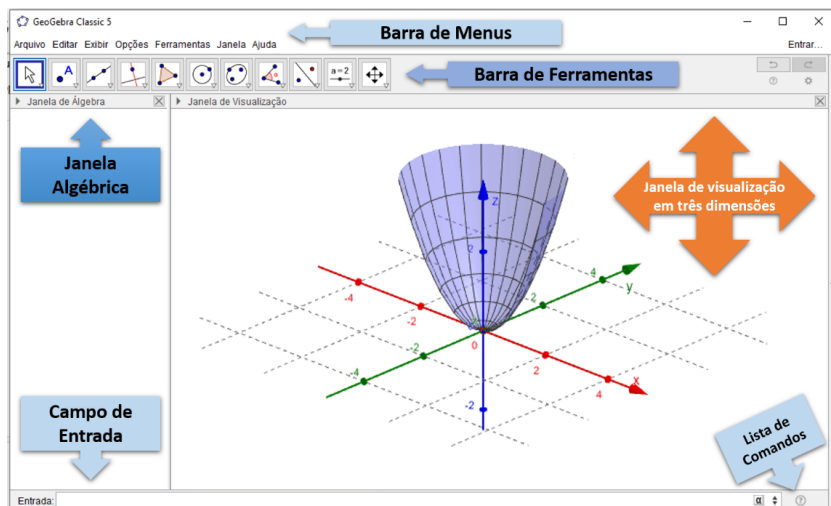 GeoGebra Classic 5
Arquivo Editar Exibir Opções Ferramentas Janela Ajuda
Entrar...
Barra de Menus
A
a=2
Barra de Ferramentas
Janela de Álgebra
Janela de Visualização
Janela
Algébrica
Janela de visualização
em três dimensões
z
2
-4
-2
0
2
4
x
-4
-2
2
4
y
-2
Campo de
Entrada
Lista de
Comandos
Entrada:
α